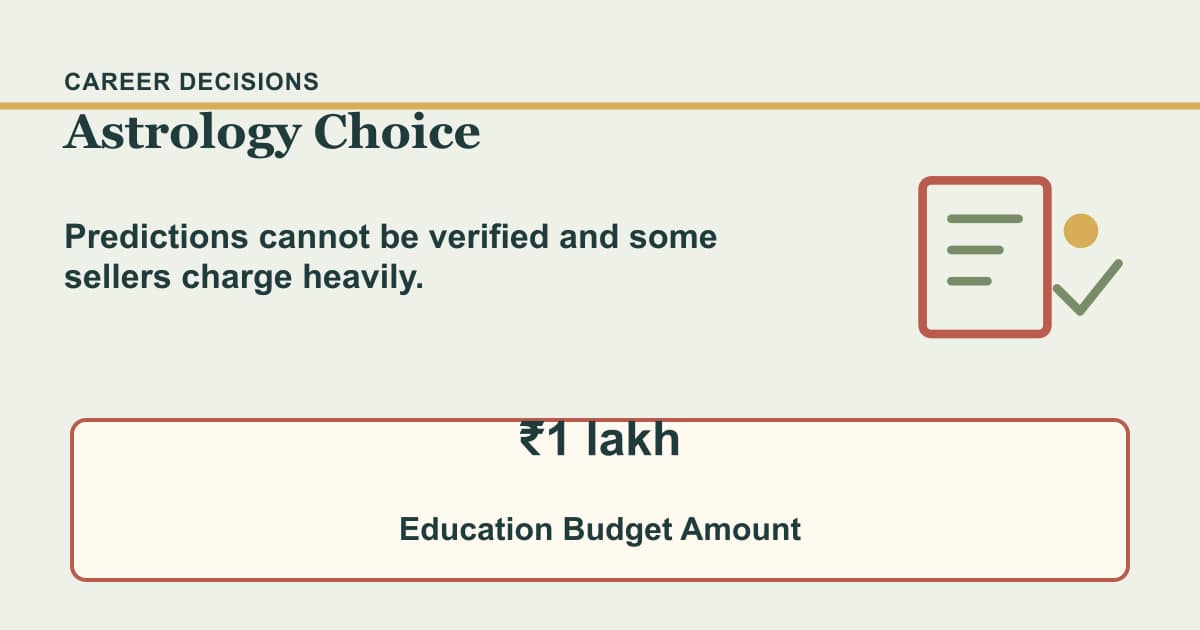 CAREER DECISIONS
Astrology Choice
Predictions cannot be verified and some
sellers charge heavily.
₹1 lakh
Education Budget Amount